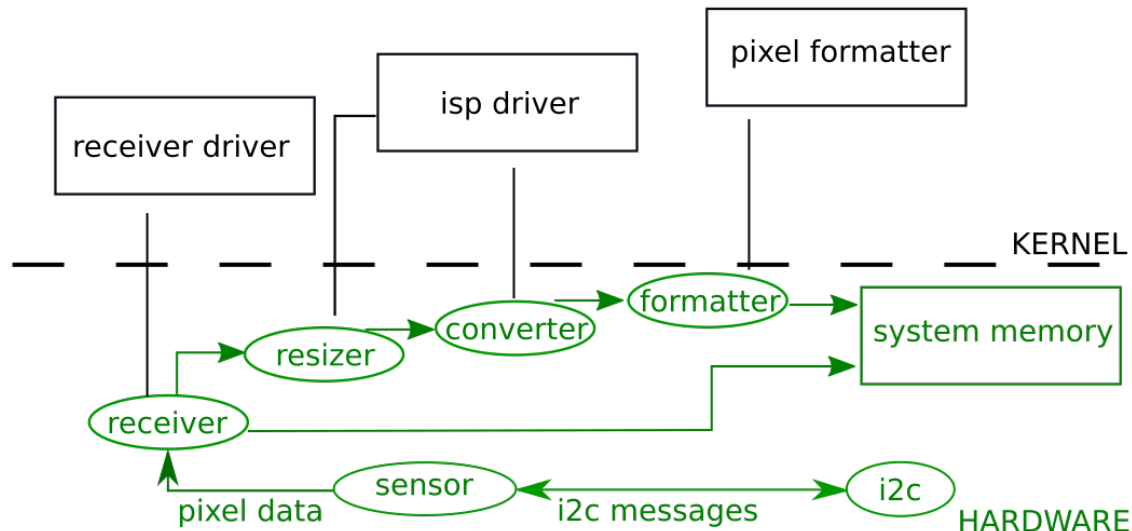 pixel formatter
isp driver
receiver driver
KERNEL
formatter
converter
system memory
resizer
receiver
sensor
i2c
pixel data
i2c messages
HARDWARE